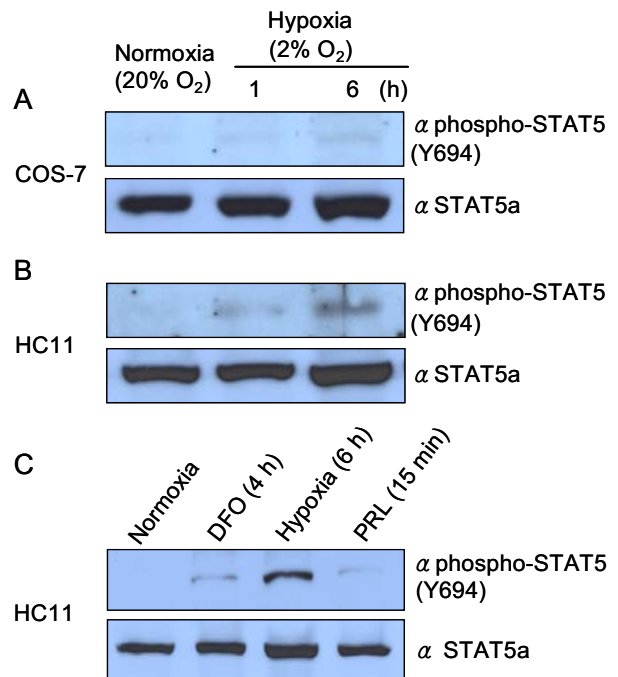 Hypoxia
(2% O₂)
Normoxia
(20% O₂)
1 6 (h)
A
COS-7
α phospho-STAT5
(Y694)
α STAT5a
B
HC11
α phospho-STAT5
(Y694)
α STAT5a
C
Normoxia
DFO (4 h)
Hypoxia (6 h)
PRL (15 min)
HC11
α phospho-STAT5
(Y694)
α STAT5a